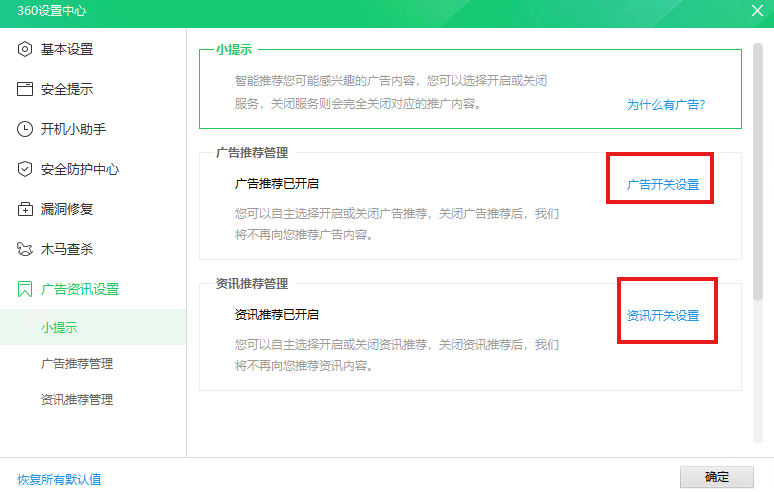 360设置中心
基本设置
安全提示
开机小助手
安全防护中心
漏洞修复
木马查杀
广告资讯设置
小提示
广告推荐管理
资讯推荐管理
小提示
智能推荐您可能感兴趣的广告内容，您可以选择开启或关闭
服务，关闭服务则会完全关闭对应的推广内容。
为什么有广告?
广告推荐管理
广告推荐已开启
广告开关设置
您可以自主选择开启或关闭广告推荐，关闭广告推荐后，我们
将不再向您推荐广告内容。
资讯推荐管理
资讯推荐已开启
资讯开关设置
您可以自主选择开启或关闭资讯推荐，关闭资讯推荐后，我们
将不再向您推荐资讯内容。
恢复所有默认值
确定